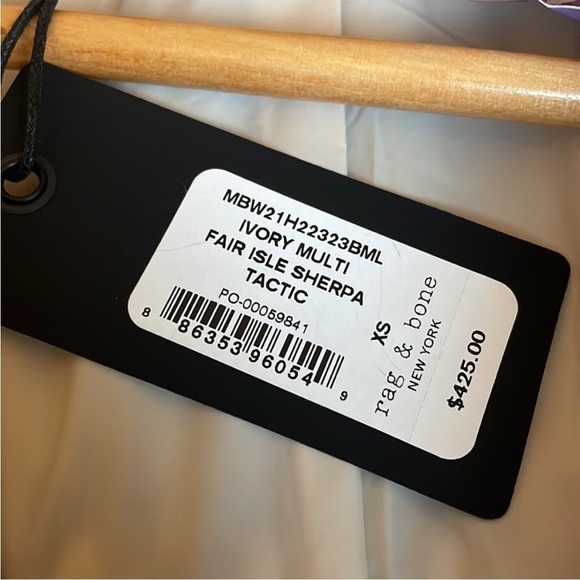 MBW21H22323BML
IVORY MULTI
FAIR ISLE SHERPA
TACTIC
PO-00059841
8 86353 96054 9
XS
rag & bone
NEW YORK
$425.00